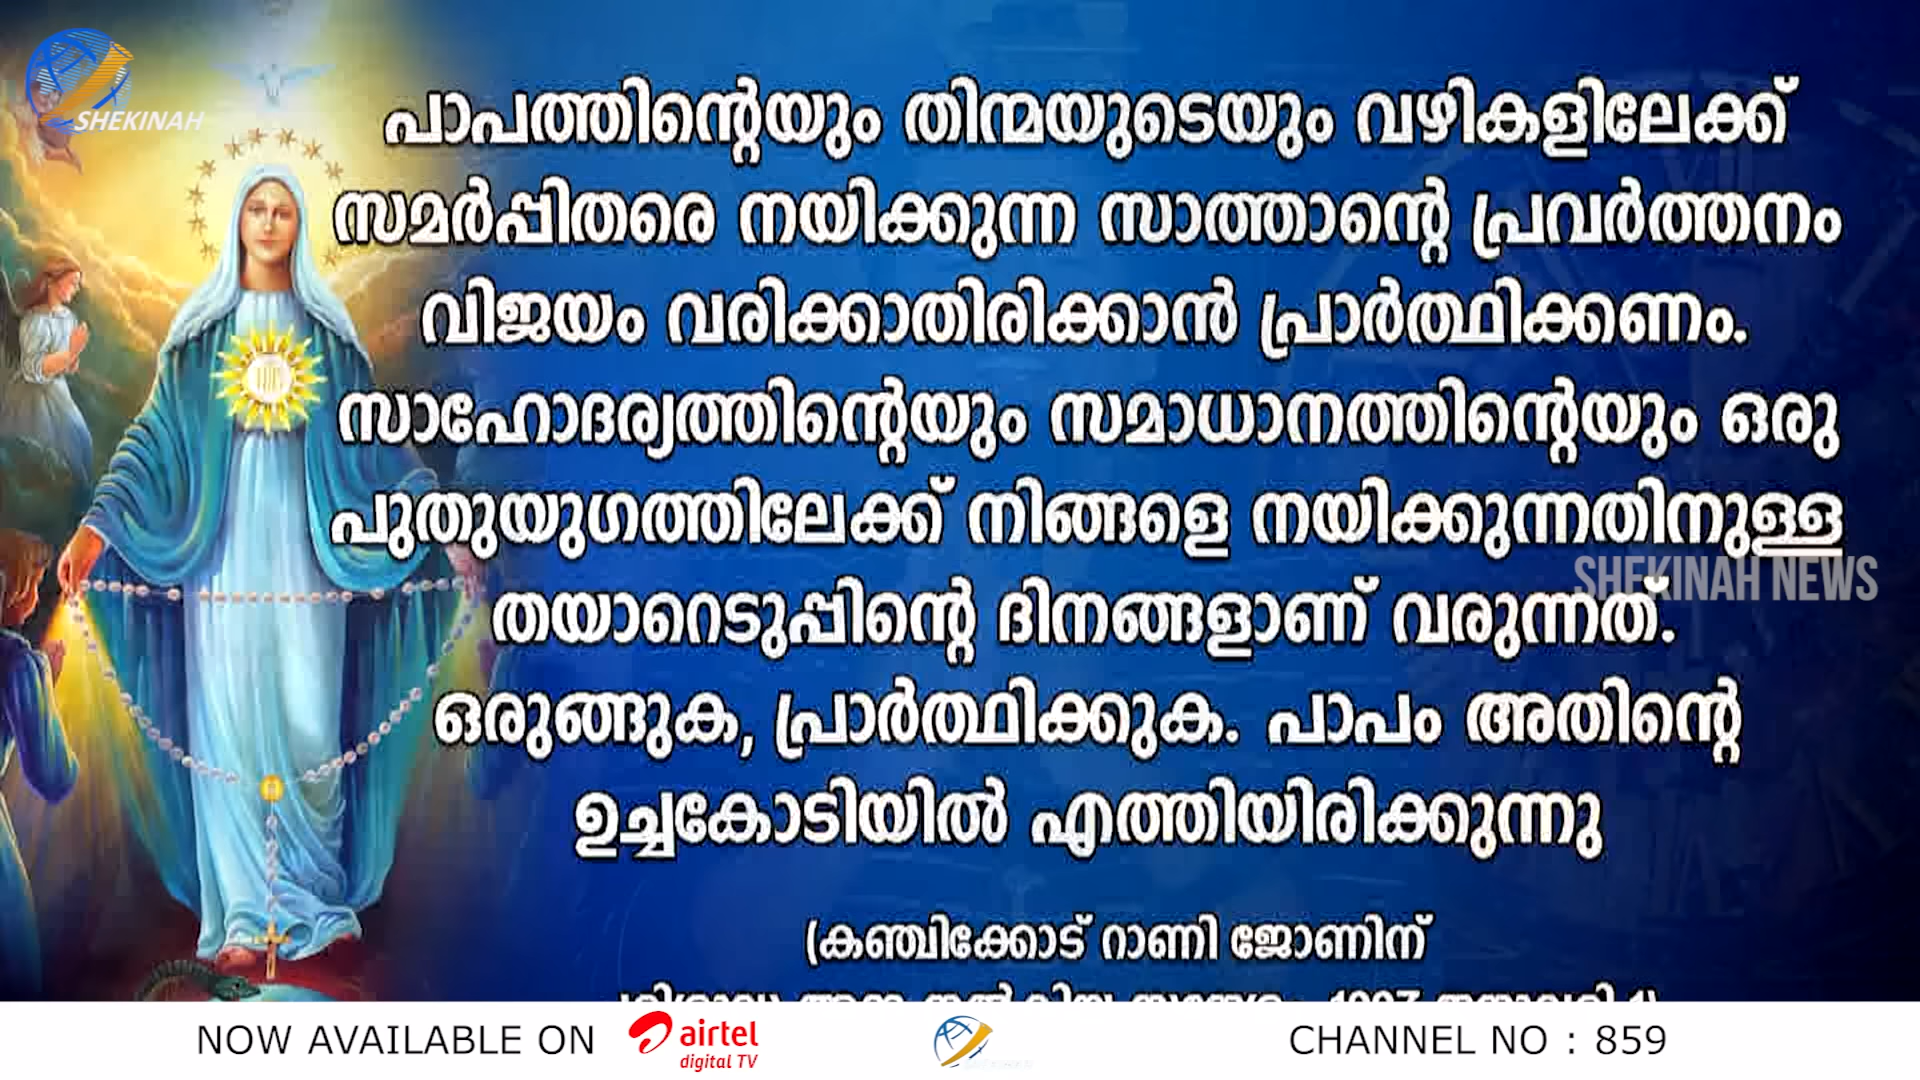 SHEKINAH
പാപത്തിന്റെയും തിന്മയുടെയും വഴികളിലേക്ക്
സമർപ്പിതരെ നയിക്കുന്ന സാത്താന്റെ പ്രവർത്തനം
വിജയം വരിക്കാതിരിക്കാൻ പ്രാർത്ഥിക്കണം.
സാഹോദര്യത്തിന്റെയും സമാധാനത്തിന്റെയും ഒരു
പുതുയുഗത്തിലേക്ക് നിങ്ങളെ നയിക്കുന്നതിനുള്ള
SHEKINAH NEWS
തയാറെടുപ്പിന്റെ ദിനങ്ങളാണ് വരുന്നത്.
ഒരുങ്ങുക, പ്രാർത്ഥിക്കുക. പാപം അതിന്റെ
ഉച്ചകോടിയിൽ എത്തിയിരിക്കുന്നു
(കഞ്ചിക്കോട് റാണി ജോണിന്
NOW AVAILABLE ON airtel digital TV CHANNEL NO : 859